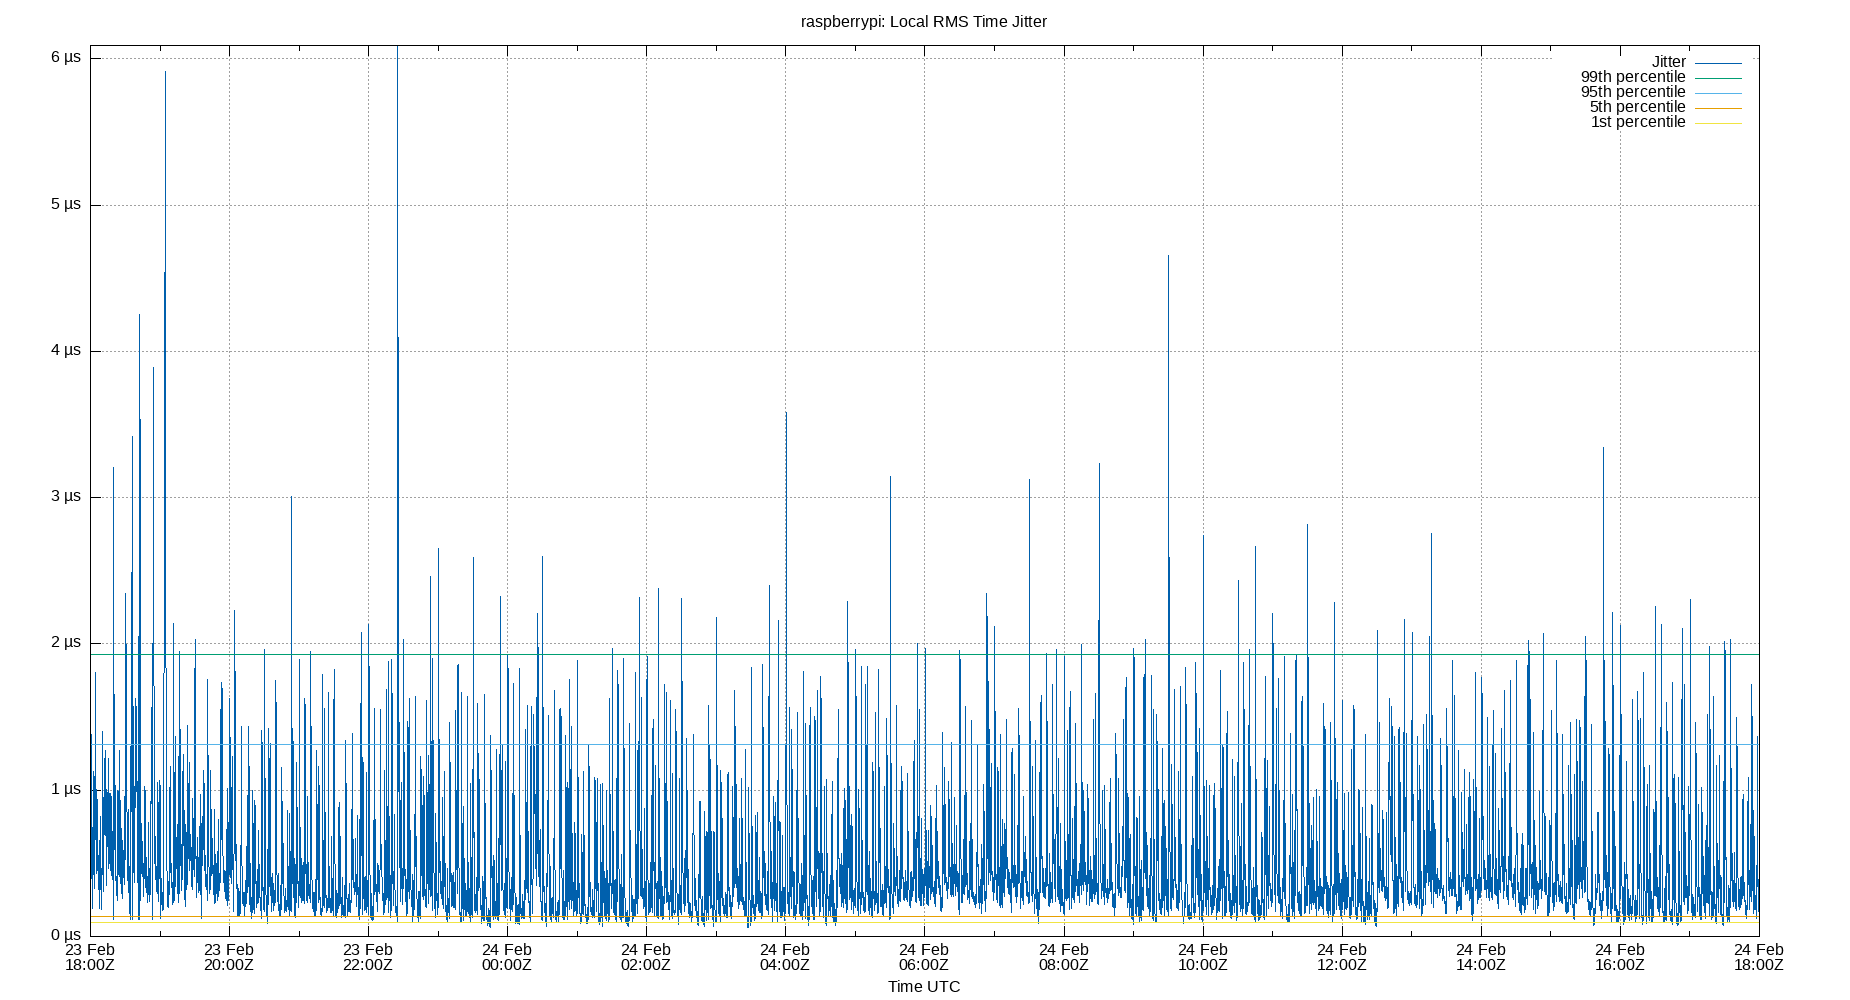 raspberrypi: Local RMS Time Jitter
6 µs
5 µs
4 µs
3 µs
2 µs
1 µs
0 µs
Jitter
99th percentile
95th percentile
5th percentile
1st percentile
23 Feb
18:00Z
23 Feb
20:00Z
23 Feb
22:00Z
24 Feb
00:00Z
24 Feb
02:00Z
24 Feb
04:00Z
24 Feb
06:00Z
24 Feb
08:00Z
24 Feb
10:00Z
24 Feb
12:00Z
24 Feb
14:00Z
24 Feb
16:00Z
24 Feb
18:00Z
Time UTC